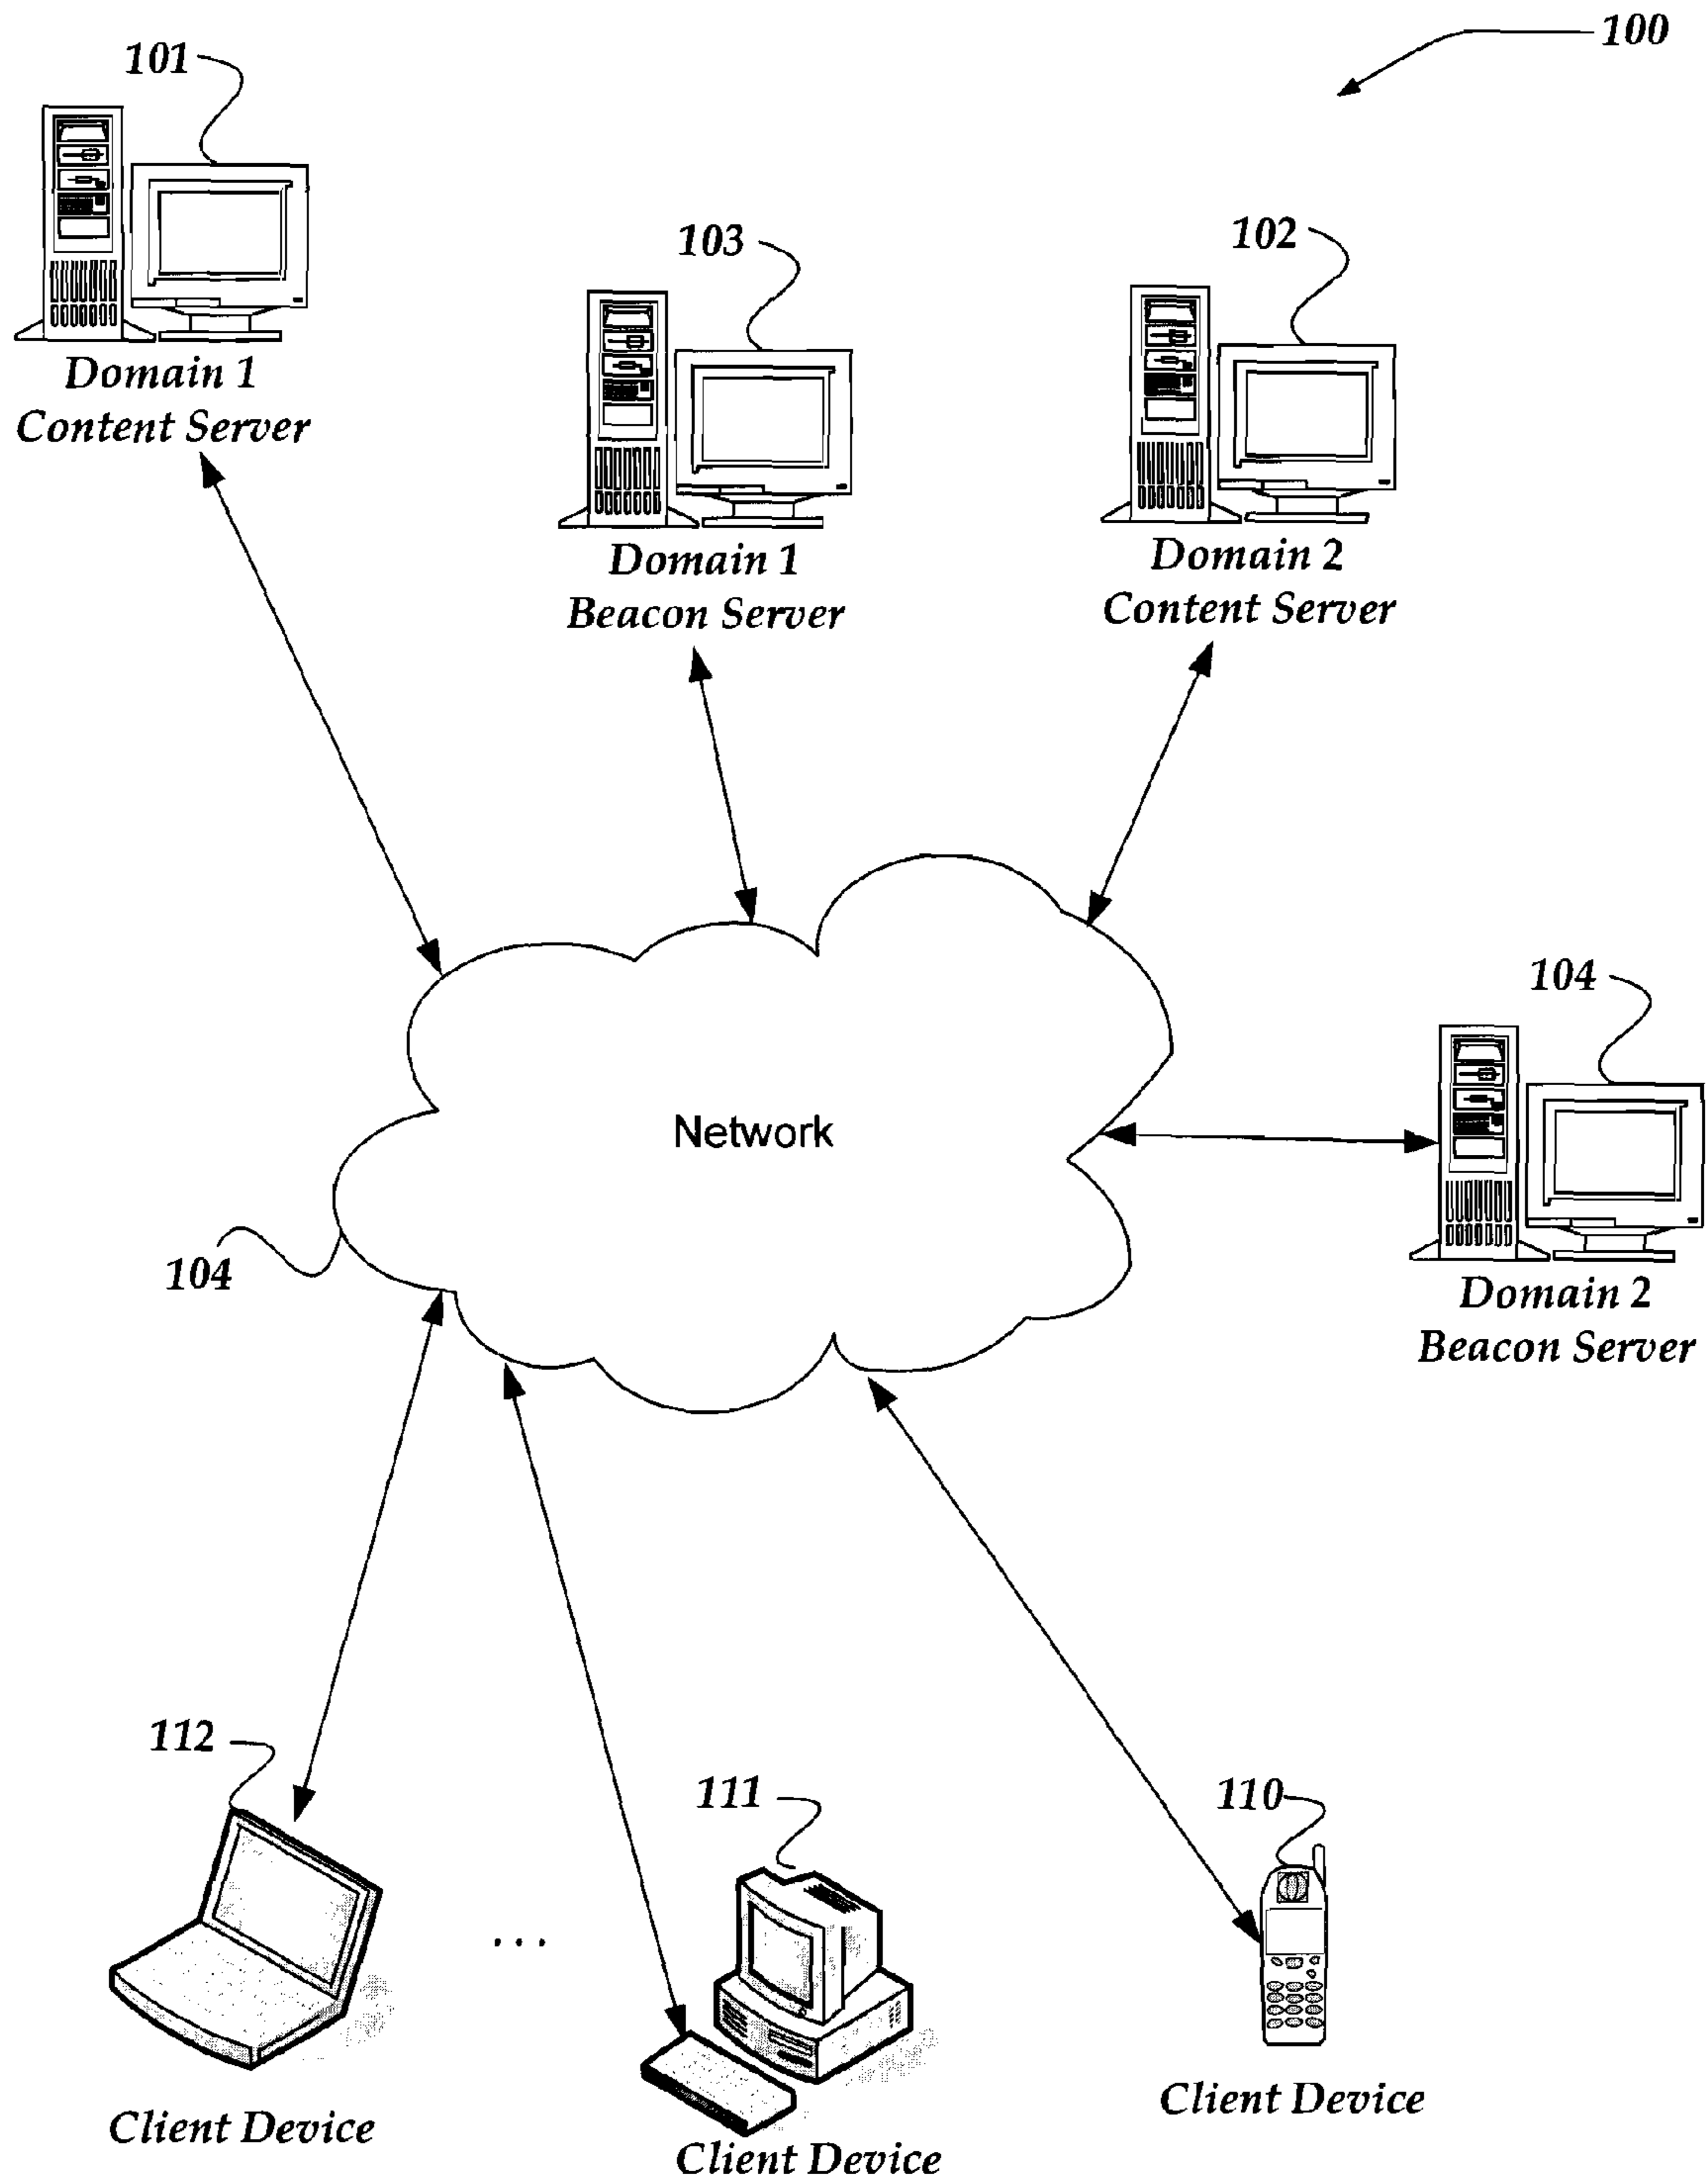 100
101
Domain 1
Content Server
103
Domain 1
Beacon Server
102
Domain 2
Content Server
104
Domain 2
Beacon Server
Network
104
112
Client Device
...
111
Client Device
110
Client Device